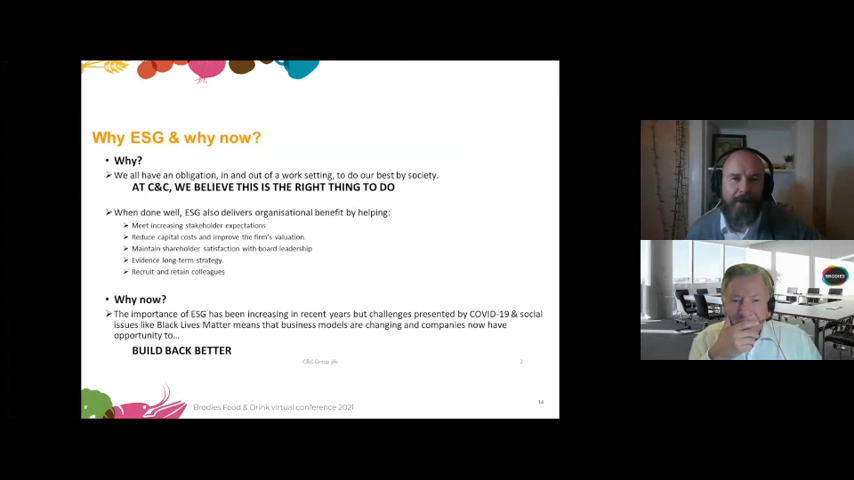 Why ESG & why now?
• Why?
We all have an obligation, in and out of a work setting, to do our best by society.
AT C&C, WE BELIEVE THIS IS THE RIGHT THING TO DO
When done well, ESG also delivers organisational benefit by helping:
Meet increasing stakeholder expectations
Reduce capital costs and improve the firm's valuation.
Maintain shareholder satisfaction with board leadership
Evidence long-term strategy.
Recruit and retain colleagues
• Why now?
The importance of ESG has been increasing in recent years but challenges presented by COVID-19 & social
issues like Black Lives Matter means that business models are changing and companies now have
opportunity to...
BUILD BACK BETTER
C&C Group plc
2
14
Brodies Food & Drink virtual conference 2021
BRODIES